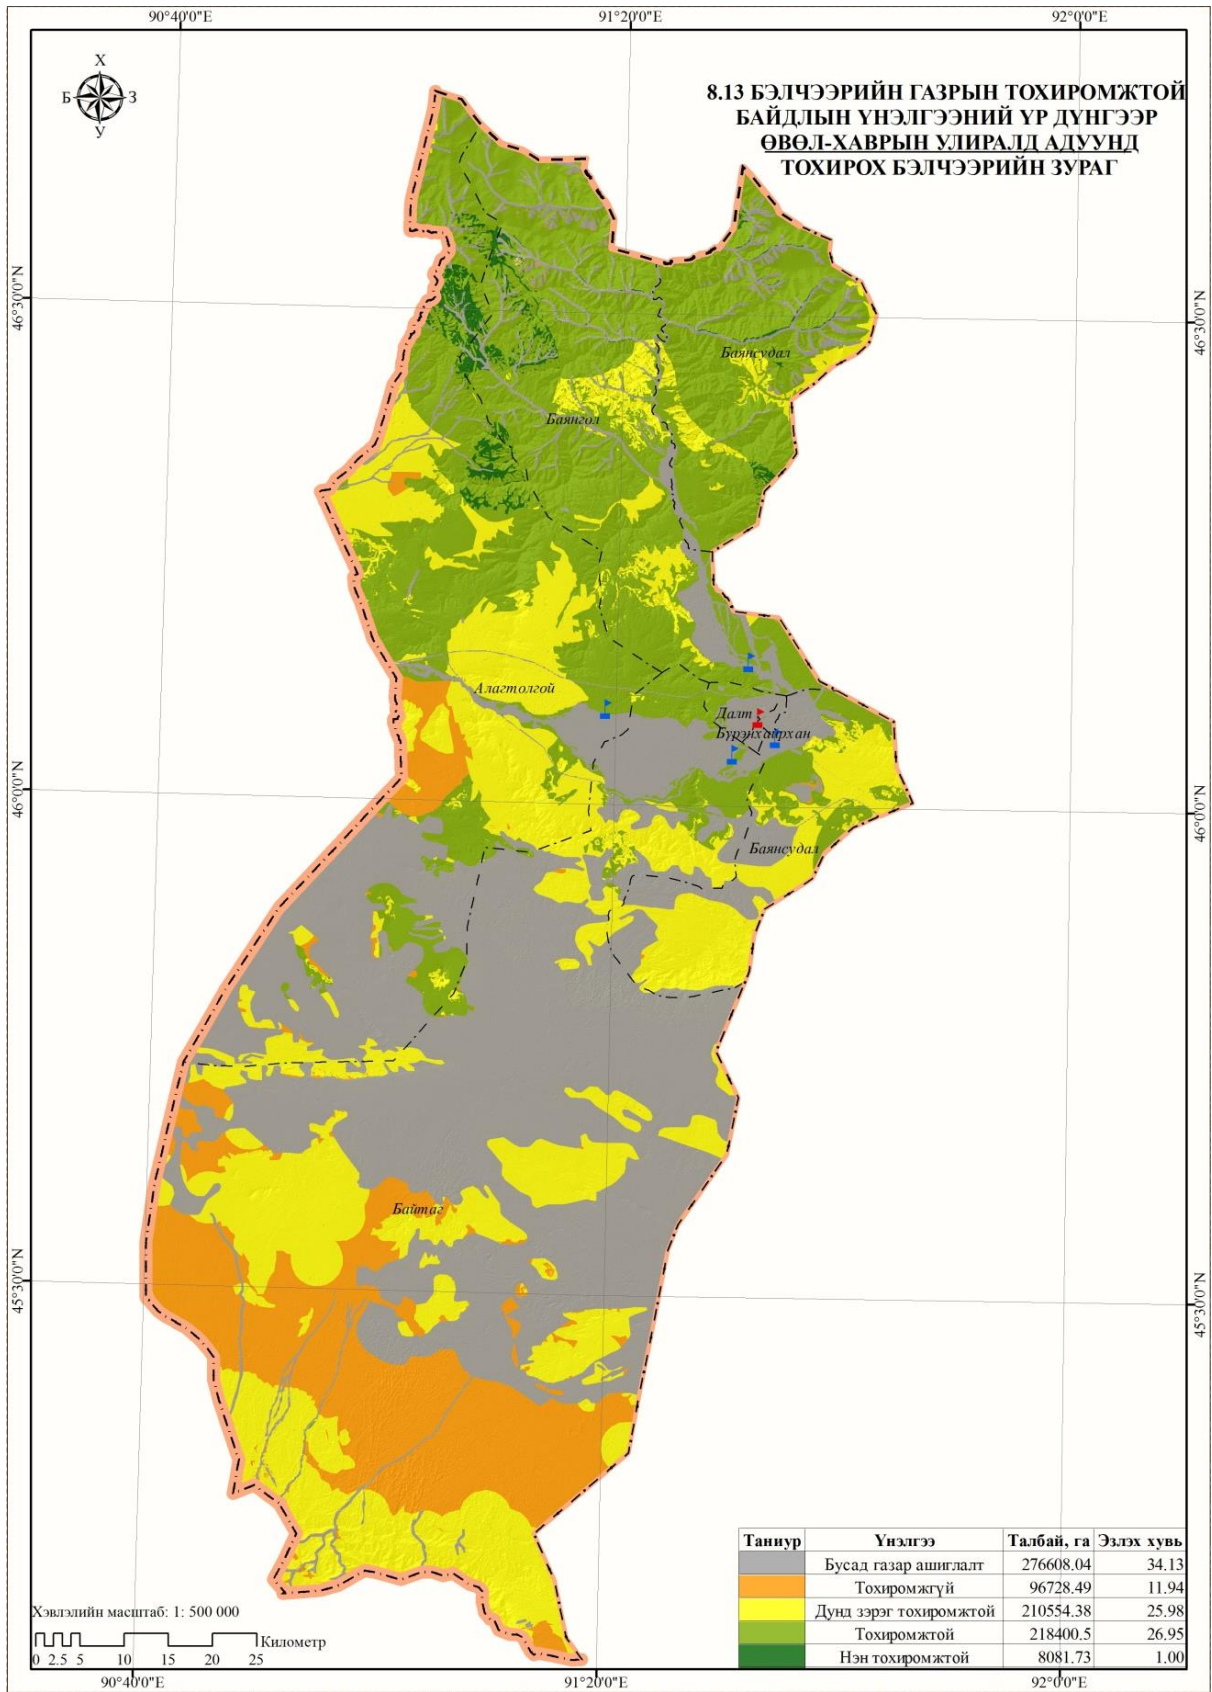 90°40'0"E 91°20'0"E 92°0'0"E
Х
Б З
У
8.13 БЭЛЧЭЭРИЙН ГАЗРЫН ТОХИРОМЖТОЙ
БАЙДЛЫН ҮНЭЛГЭЭНИЙ ҮР ДҮНГЭЭР
ӨВӨЛ-ХАВРЫН УЛИРАЛД АДУУНД
ТОХИРОХ БЭЛЧЭЭРИЙН ЗУРАГ
46°30'0"N 46°30'0"N
Баянсудал
Баянгол
Алагтолгой
Далт
Бүрэнхайрхан
46°0'0"N 46°0'0"N
Баянсудал
Байтаг
45°30'0"N 45°30'0"N
Таниур Үнэлгээ Талбай, га Эзлэх хувь
Бусад газар ашиглалт 276608.04 34.13
Тохиромжгүй 96728.49 11.94
Дунд зэрэг тохиромжтой 210554.38 25.98
Тохиромжтой 218400.5 26.95
Нэн тохиромжтой 8081.73 1.00
Хэвлэлийн масштаб: 1: 500 000
Километр
0 2.5 5 10 15 20 25
90°40'0"E 91°20'0"E 92°0'0"E